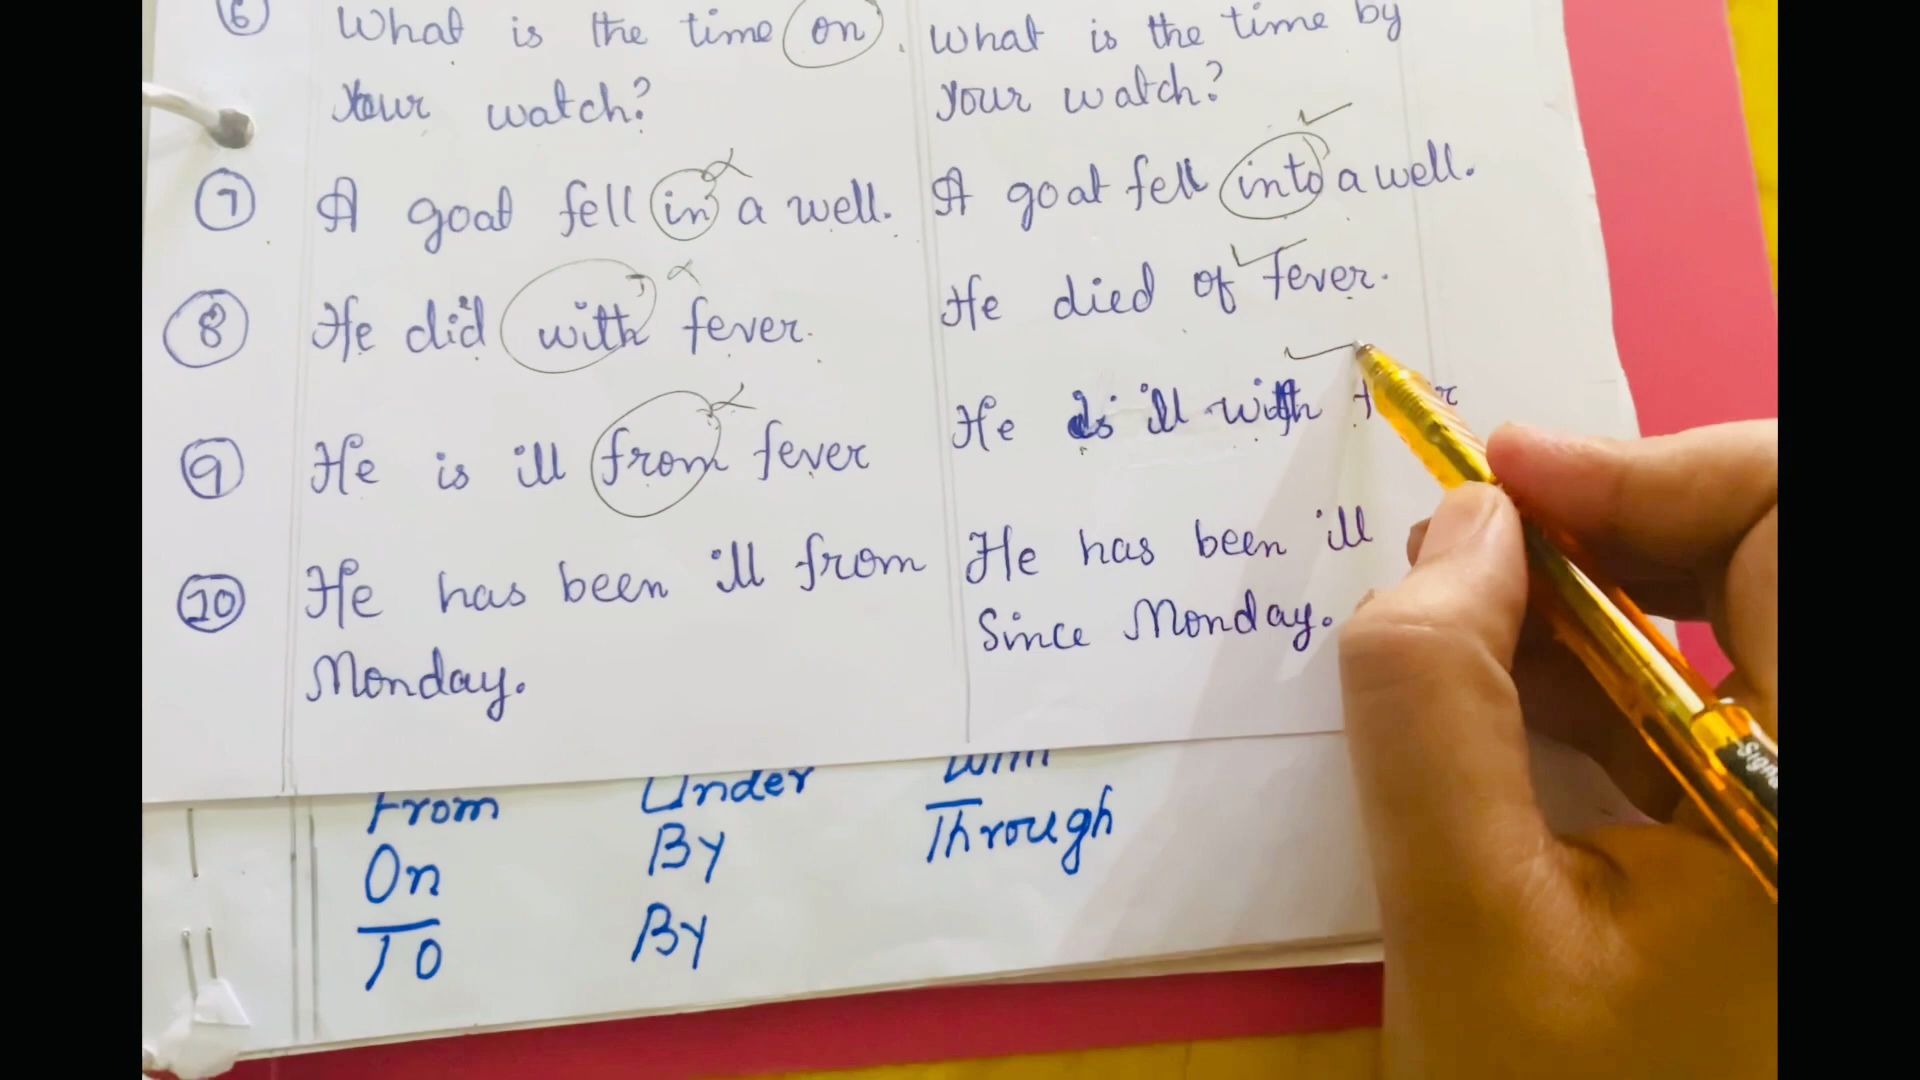 6 What is the time on What is the time by
Your watch? your watch?
7 A goat fell in a well. A goat fell into a well.
8 He did with fever. He died of fever.
9 He is ill from fever He is ill with
10 He has been ill from He has been ill
Monday. Since Monday.
From Under With
On By Through
To By
Signo